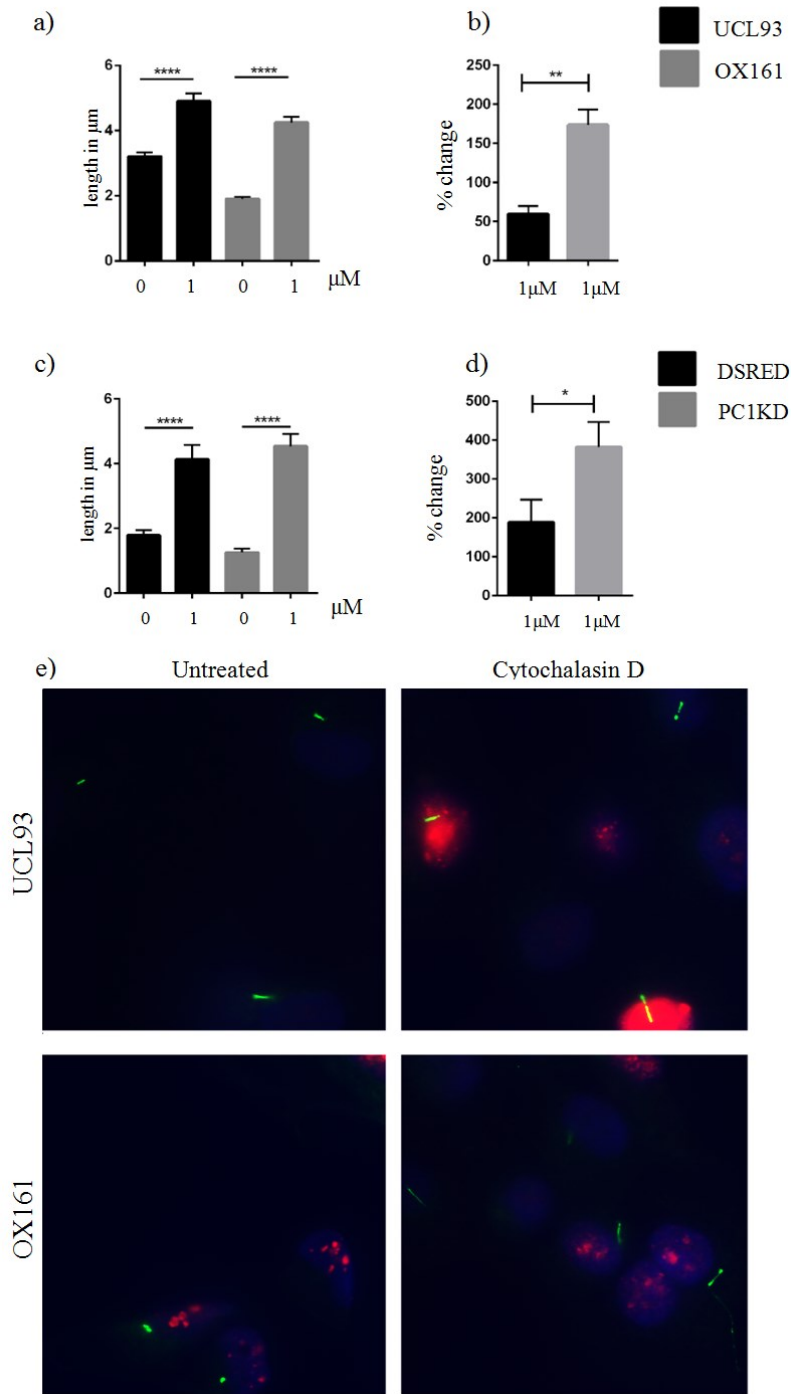 a)
b)
UCL93
OX161
length in µm
6
4
2
0
****
****
0 1 0 1 µM
% change
250
200
150
100
50
0
**
1µM 1µM
c)
d)
DSRED
PC1KD
length in µm
6
4
2
0
****
****
0 1 0 1 µM
% change
500
400
300
200
100
0
*
1µM 1µM
e)
Untreated
Cytochalasin D
UCL93
OX161